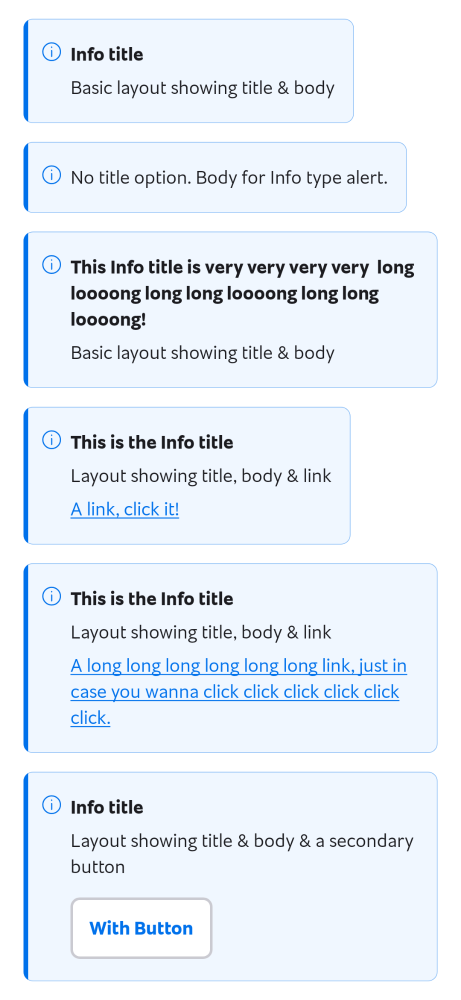 Info title
Basic layout showing title & body
No title option. Body for Info type alert.
This Info title is very very very very  long
loooong long long loooong long long
loooong!
Basic layout showing title & body
This is the Info title
Layout showing title, body & link
A link, click it!
This is the Info title
Layout showing title, body & link
A long long long long long long link, just in
case you wanna click click click click click
click.
Info title
Layout showing title & body & a secondary
button
With Button